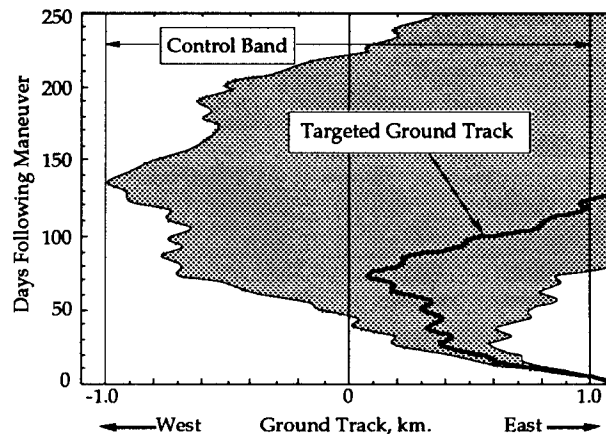 250
Control Band
200
Targeted Ground Track
150
100
50
0
Days Following Maneuver
-1.0 0 1.0
West Ground Track, km. East